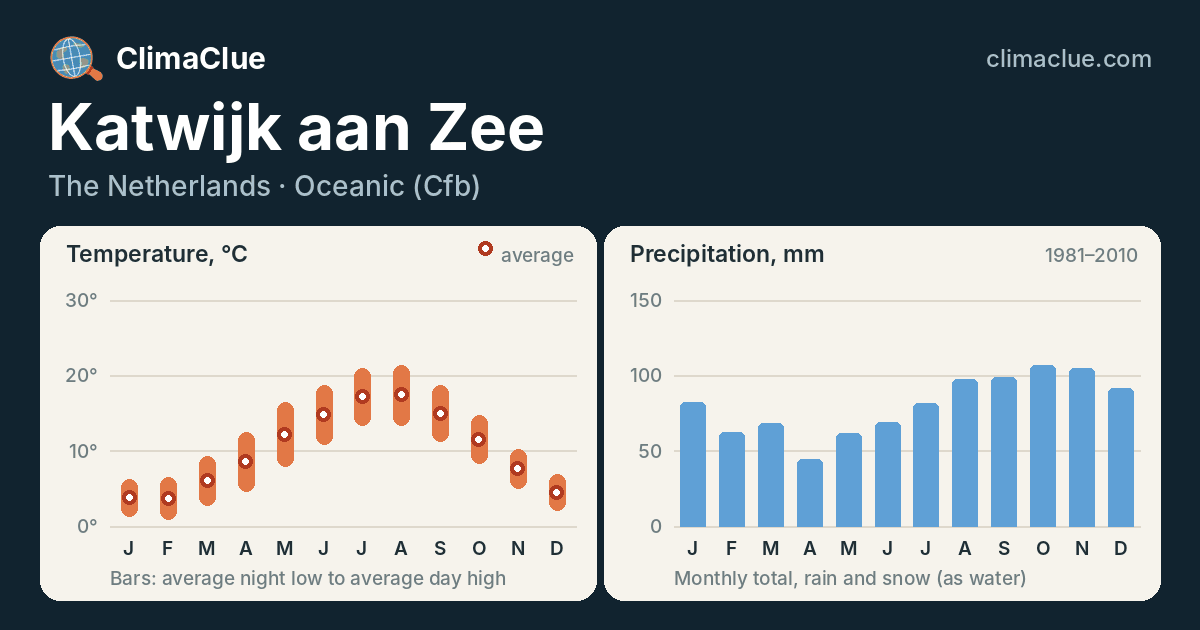 ClimaClue
climaclue.com
Katwijk aan Zee
The Netherlands · Oceanic (Cfb)
Temperature, °C
average
30°
20°
10°
0°
J F M A M J J A S O N D
Bars: average night low to average day high
Precipitation, mm
1981–2010
150
100
50
0
J F M A M J J A S O N D
Monthly total, rain and snow (as water)